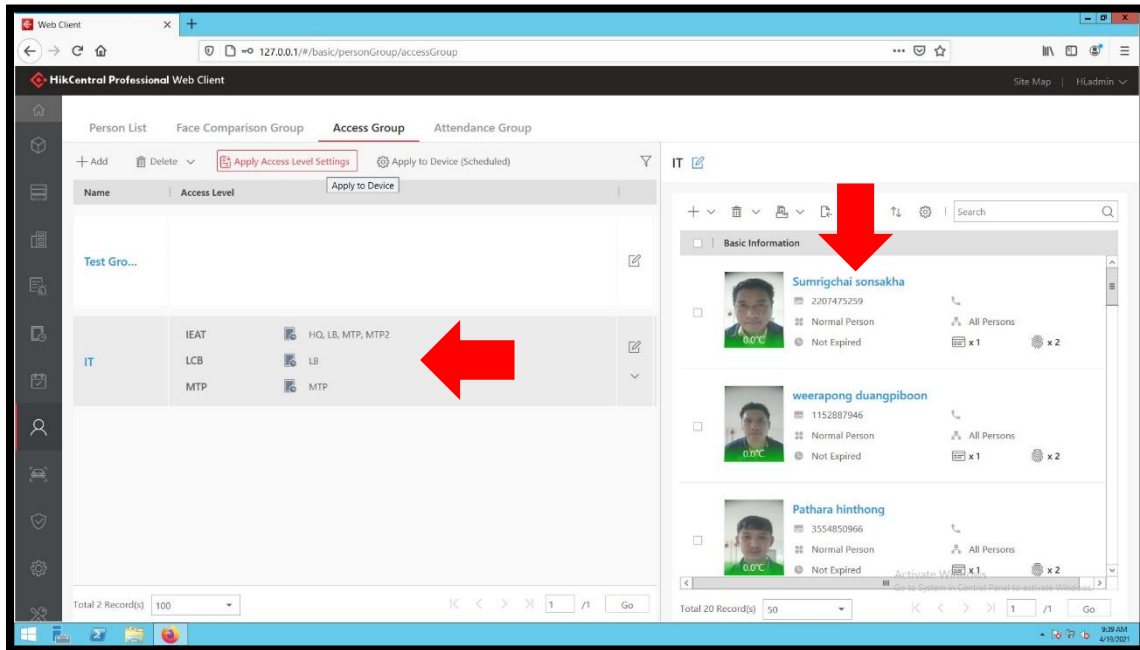 Web Client
127.0.0.1/#/basic/personGroup/accessGroup
HikCentral Professional Web Client
Site Map | Hi,admin
Person List Face Comparison Group Access Group Attendance Group
Add Delete Apply Access Level Settings Apply to Device (Scheduled)
Apply to Device
Name Access Level
Test Gro...
IT
IEAT HQ, LB, MTP, MTP2
LCB LB
MTP MTP
Total 2 Record(s) 100 1 /1 Go
IT
Search
Basic Information
Sumrigchai sonsakha
2207475259
Normal Person All Persons
0.0°C Not Expired x 1 x 2
weerapong duangpiboon
1152887946
Normal Person All Persons
0.0°C Not Expired x 1 x 2
Pathara hinthong
3554850966
Normal Person All Persons
0.0°C Not Expired x 1 x 2
Activate Windows
Go to System in Control Panel to activate Windows.
Total 20 Record(s) 50 1 /1 Go
9:39 AM
4/19/2021